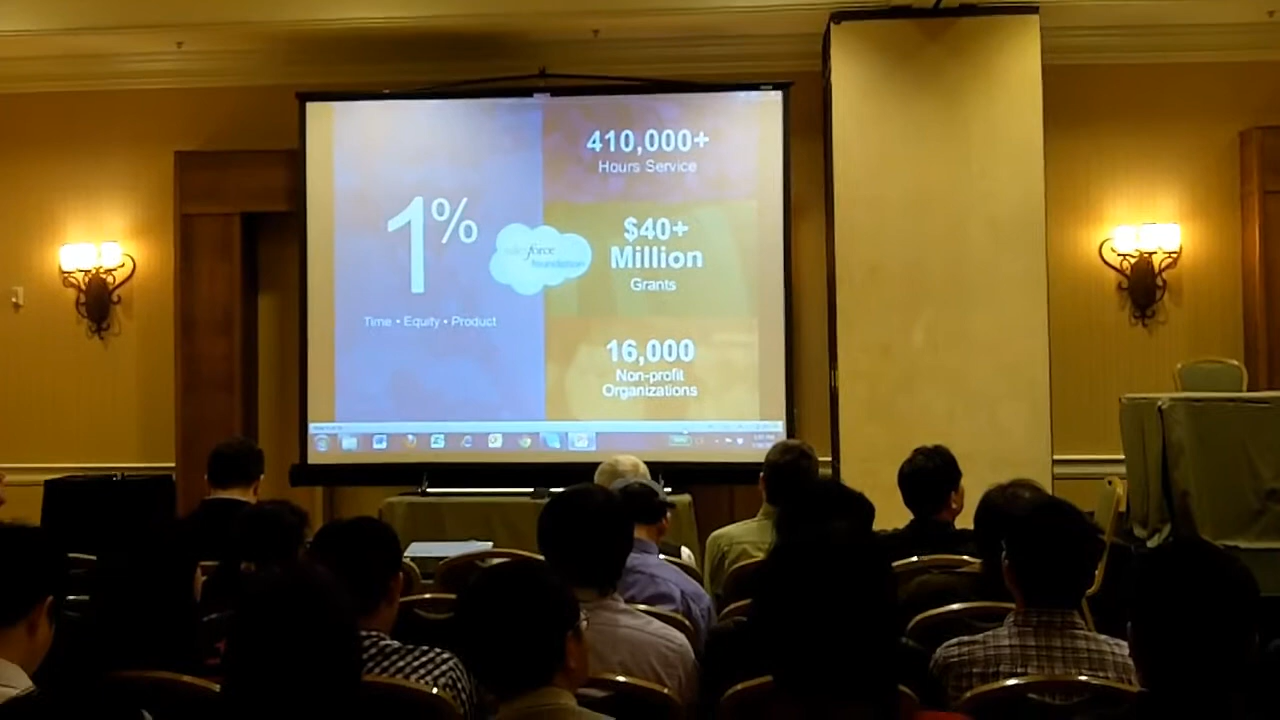 1%
Time • Equity • Product
salesforce
foundation
410,000+
Hours Service
$40+
Million
Grants
16,000
Non-profit
Organizations